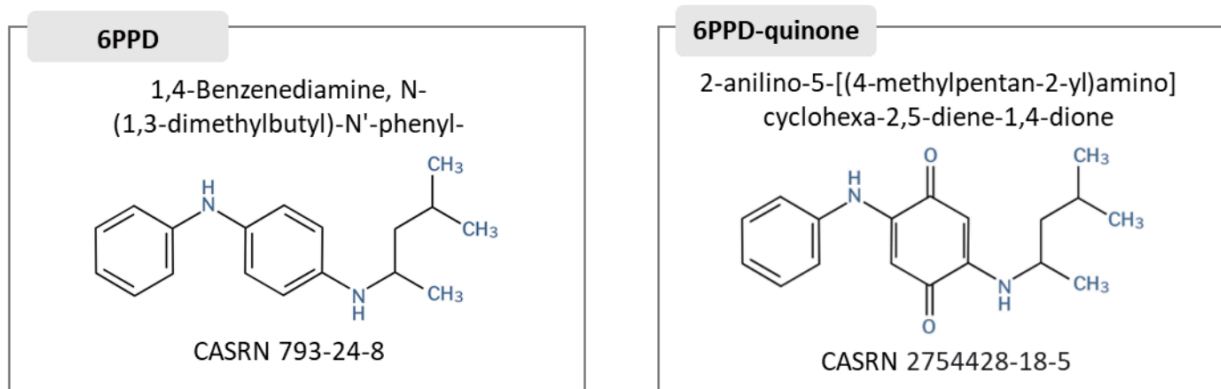 6PPD
1,4-Benzenediamine, N-
(1,3-dimethylbutyl)-N'-phenyl-
H
N
CH3
CH3
N
H
CH3
CASRN 793-24-8
6PPD-quinone
2-anilino-5-[(4-methylpentan-2-yl)amino]
cyclohexa-2,5-diene-1,4-dione
O
H
N
CH3
CH3
N
H
CH3
O
CASRN 2754428-18-5